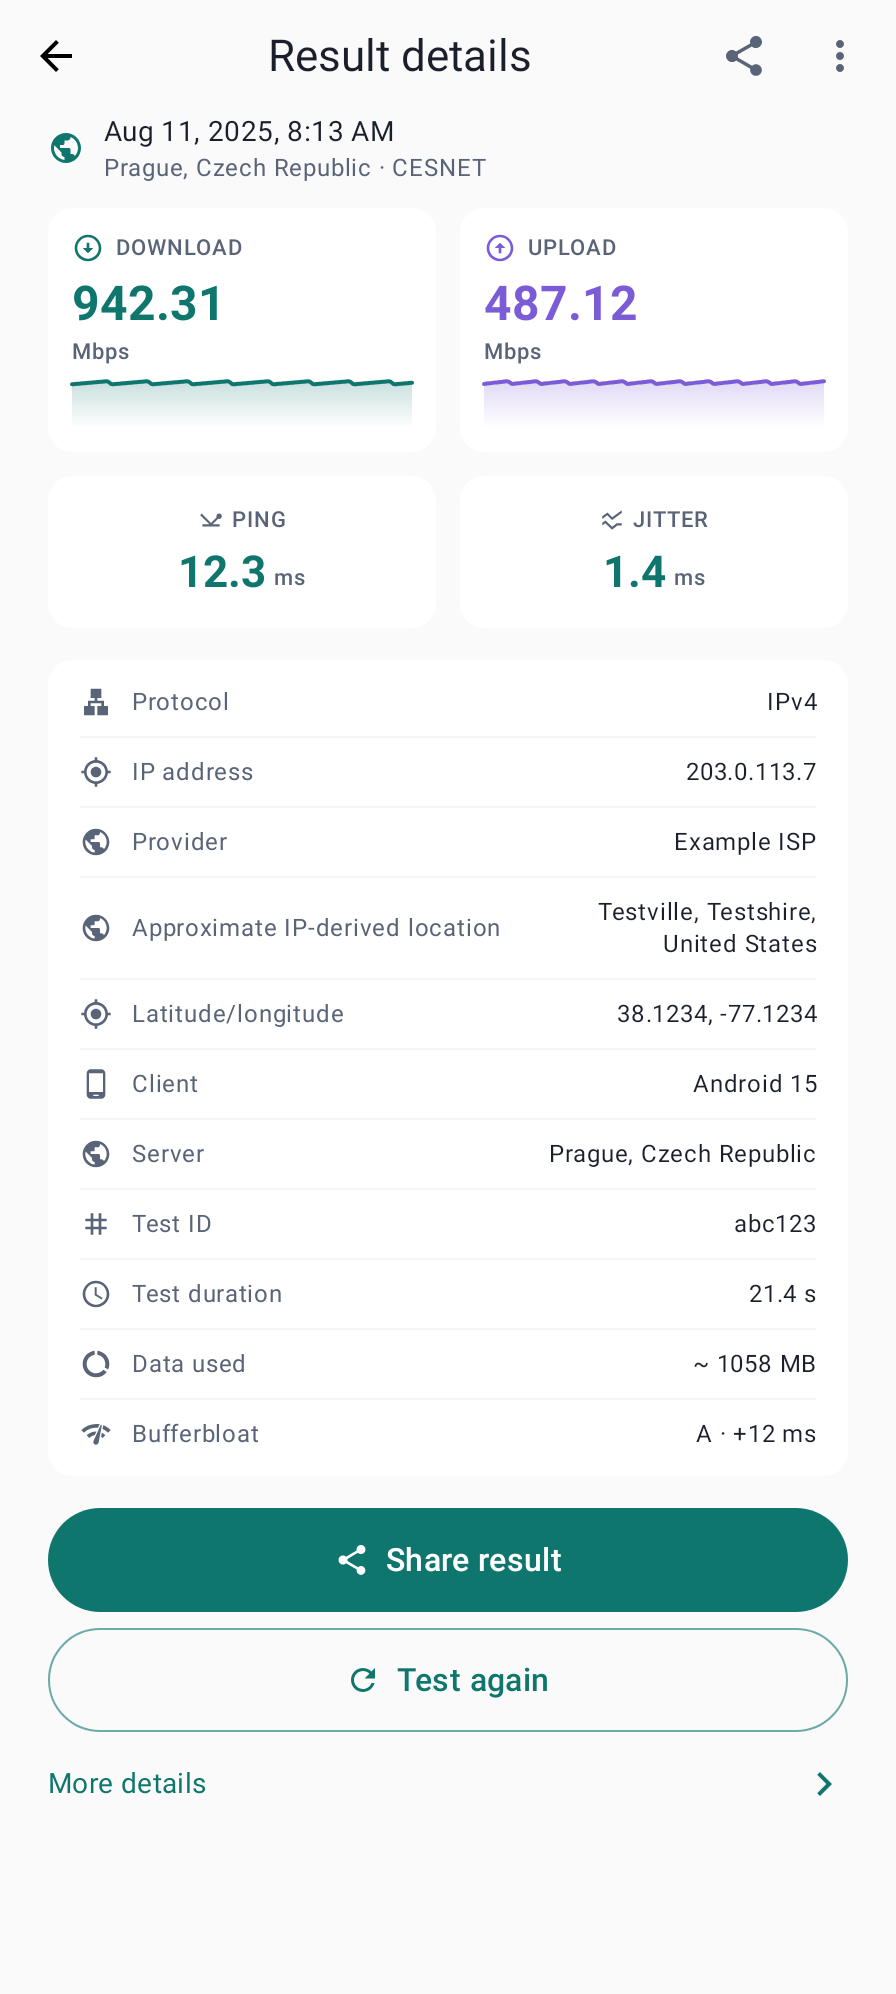 Result details
Aug 11, 2025, 8:13 AM
Prague, Czech Republic · CESNET
DOWNLOAD
942.31
Mbps
UPLOAD
487.12
Mbps
PING
12.3 ms
JITTER
1.4 ms
Protocol IPv4
IP address 203.0.113.7
Provider Example ISP
Approximate IP-derived location Testville, Testshire,
United States
Latitude/longitude 38.1234, -77.1234
Client Android 15
Server Prague, Czech Republic
Test ID abc123
Test duration 21.4 s
Data used ~ 1058 MB
Bufferbloat A · +12 ms
Share result
Test again
More details